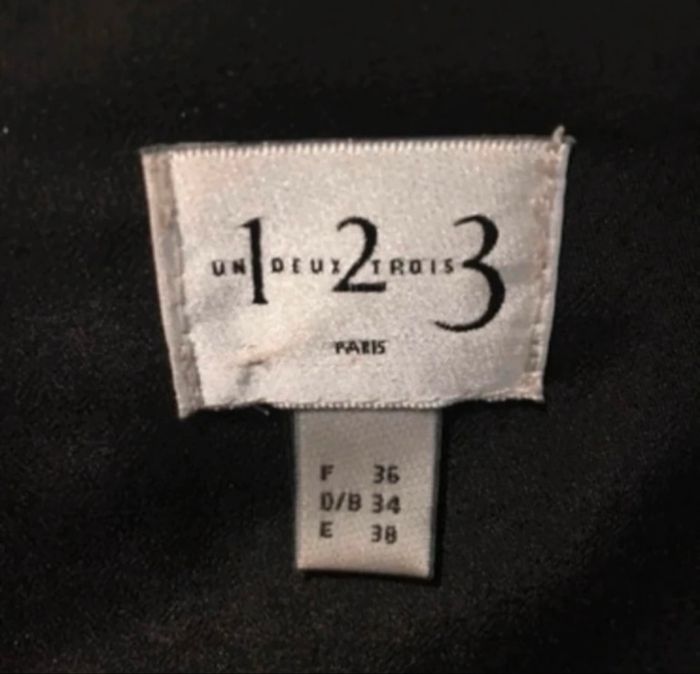 UN 1 DEUX 2 TROIS 3
PARIS
F 36
D/B 34
E 38